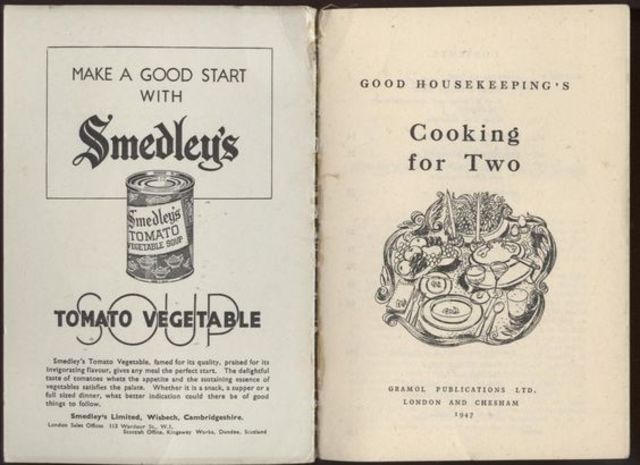 MAKE A GOOD START
WITH
Smedley's
Smedley's
TOMATO
VEGETABLE SOUP
SOUP
TOMATO VEGETABLE
Smedley's Tomato Vegetable, famed for its quality, praised for its
invigorating flavour, gives any meal the perfect start. The delightful
taste of tomatoes whets the appetite and the sustaining essence of
vegetables satisfies the palate. Whether it is a snack, a supper or a
full sized dinner, what better indication could there be of good
things to follow.
Smedley's Limited, Wisbech, Cambridgeshire.
London Sales Office: 113 Wardour St., W.1.
Scottish Office, Kingsway Works, Dundee, Scotland
GOOD HOUSEKEEPING'S
Cooking
for Two
GRAMOL PUBLICATIONS LTD.
LONDON AND CHESHAM
1947